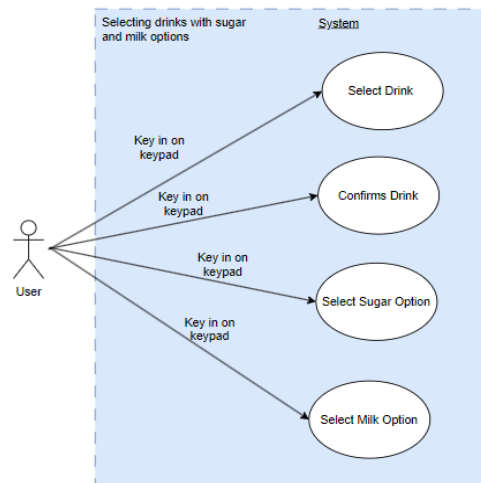 Selecting drinks with sugar
and milk options
System
Select Drink
Key in on
keypad
Key in on
keypad
Confirms Drink
User
Key in on
keypad
Select Sugar Option
Key in on
keypad
Select Milk Option